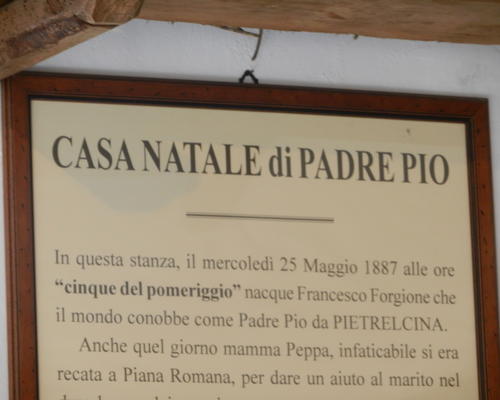 CASA NATALE di PADRE PIO
In questa stanza, il mercoledì 25 Maggio 1887 alle ore
“cinque del pomeriggio” nacque Francesco Forgione che
il mondo conobbe come Padre Pio da PIETRELCINA.
Anche quel giorno mamma Peppa, infaticabile si era
recata a Piana Romana, per dare un aiuto al marito nel